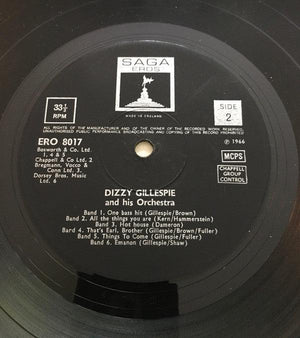 SAGA
EROS
MADE IN ENGLAND
33⅓
RPM
SIDE
2
ALL RIGHTS OF THE MANUFACTURER AND OF THE OWNER OF THE RECORDED WORK RESERVED
UNAUTHORISED PUBLIC PERFORMANCE, BROADCASTING AND COPYING OF THIS RECORD PROHIBITED
ERO 8017
℗ 1966
Bosworth & Co Ltd.
1, 4 & 5
Chappell & Co Ltd. 2
Bregmann, Vocco &
Conn Ltd. 3
Dorsey Bros. Music
Ltd. 6
MCPS
CHAPPELL
GROUP
CONTROL
DIZZY GILLESPIE
and his Orchestra
Band 1. One bass hit (Gillespie/Brown)
Band 2. All the things you are (Kern/Hammerstein)
Band 3. Hot house (Dameron)
Band 4. That's Earl, Brother (Gillespie/Brown/Fuller)
Band 5. Things To Come (Gillespie/Fuller)
Band 6. Emanon (Gillespie/Shaw)